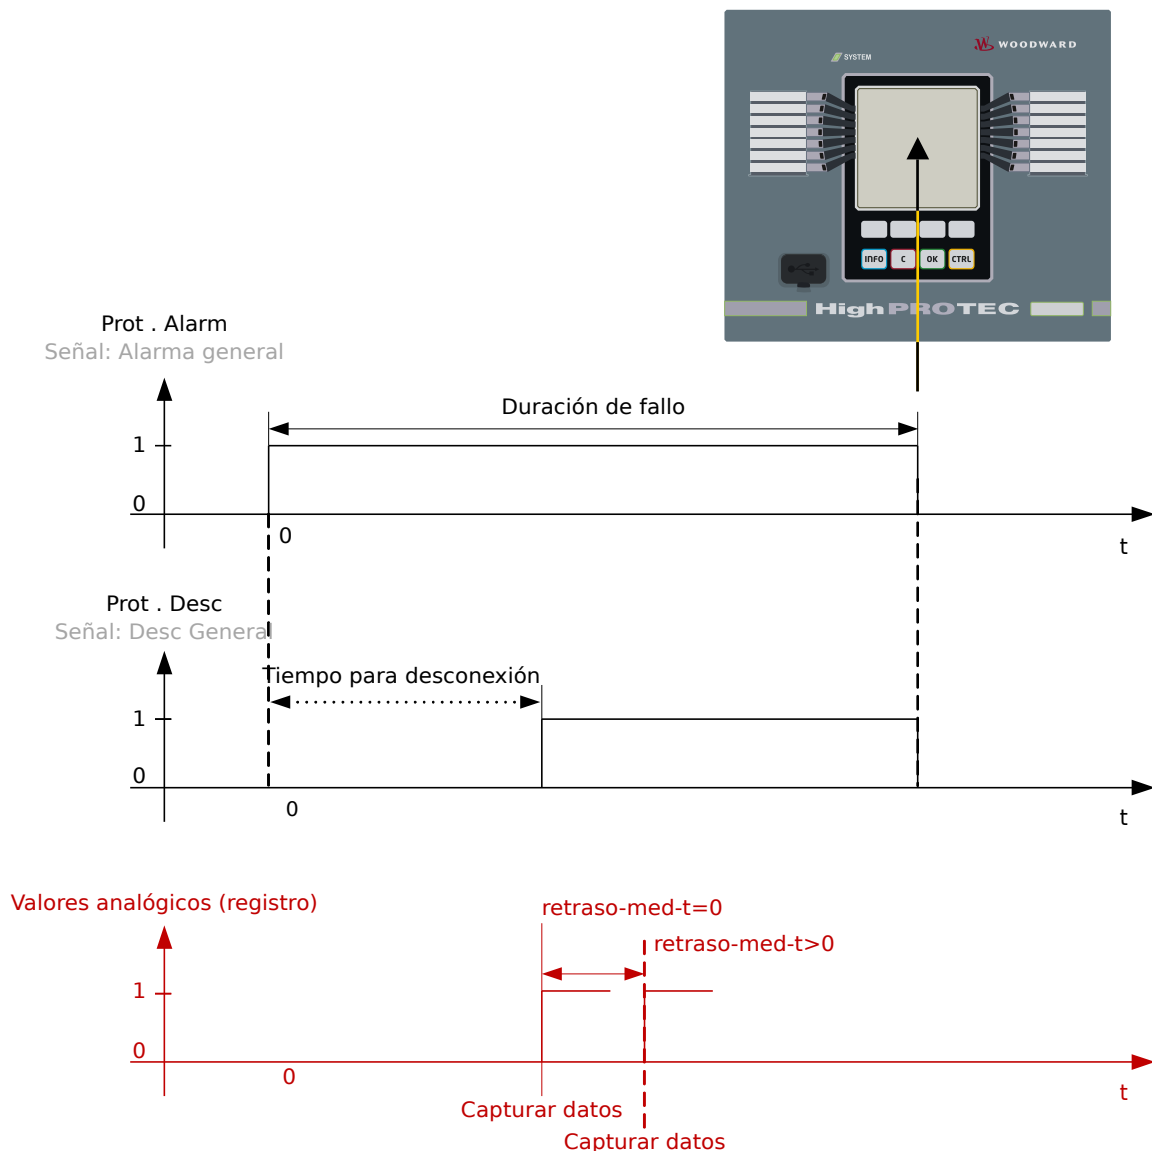 WOODWARD
SYSTEM
INFO C OK CTRL
HighPROTEC
Prot . Alarm
Señal: Alarma general
Duración de fallo
1
0
0
t
Prot . Desc
Señal: Desc General
Tiempo para desconexión
1
0
0
t
Valores analógicos (registro)
retraso-med-t=0
retraso-med-t>0
1
0
0
t
Capturar datos
Capturar datos